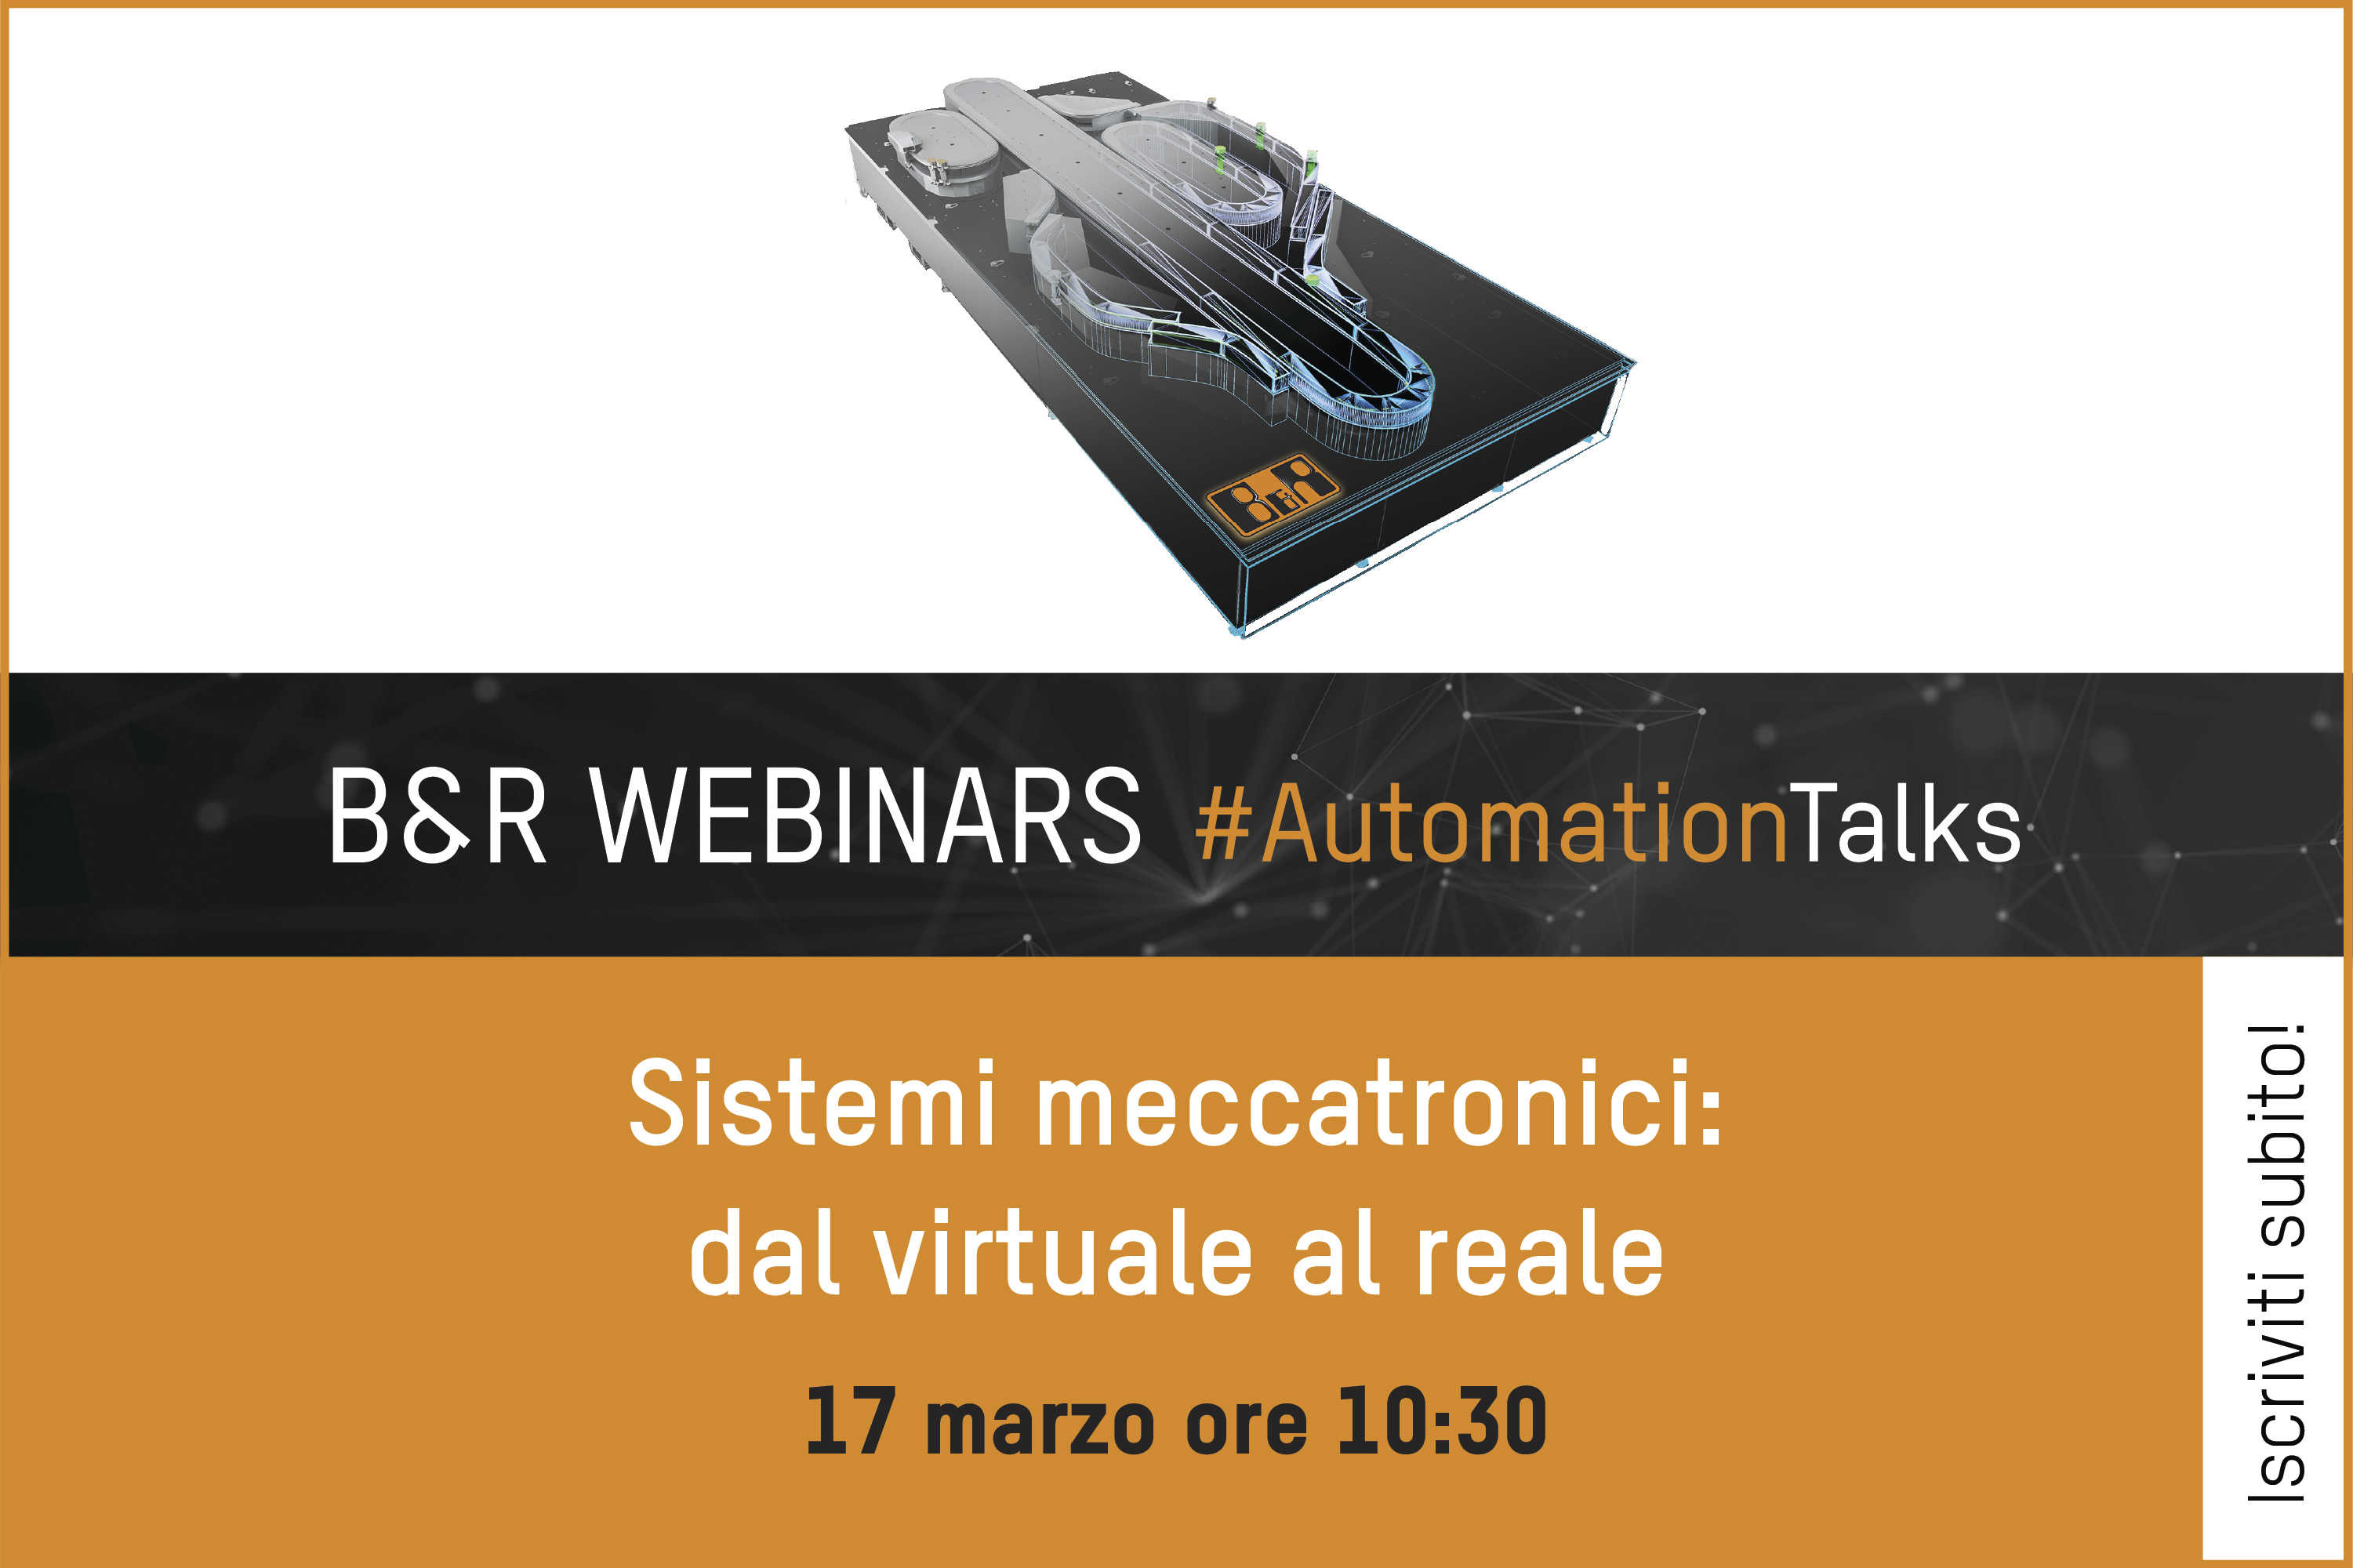 B&R WEBINARS #AutomationTalks
Sistemi meccatronici:
dal virtuale al reale
17 marzo ore 10:30
Iscriviti subito!